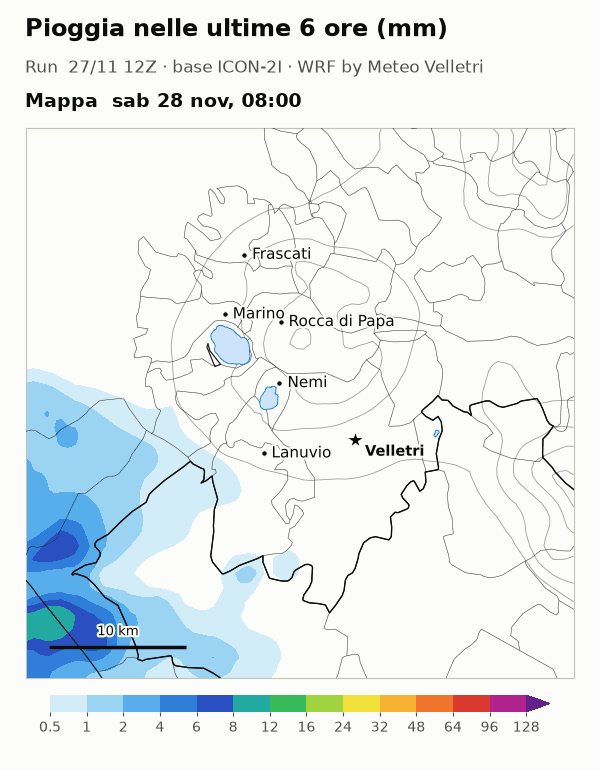 Pioggia nelle ultime 6 ore (mm)
Run 27/11 12Z · base ICON-2I · WRF by Meteo Velletri
Mappa sab 28 nov, 08:00
Frascati
Marino
Rocca di Papa
Nemi
Velletri
Lanuvio
10 km
0.5 1 2 4 6 8 12 16 24 32 48 64 96 128